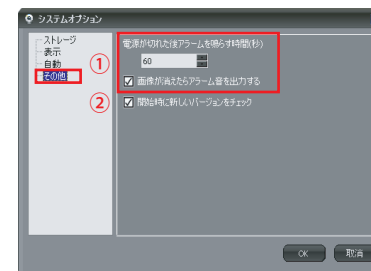 システムオプション
ストレージ
表示
自動
その他
電源が切れた後アラームを鳴らす時間(秒)
①
60
画像が消えたらアラーム音を出力する
②
開始時に新しいバージョンをチェック
OK
取消